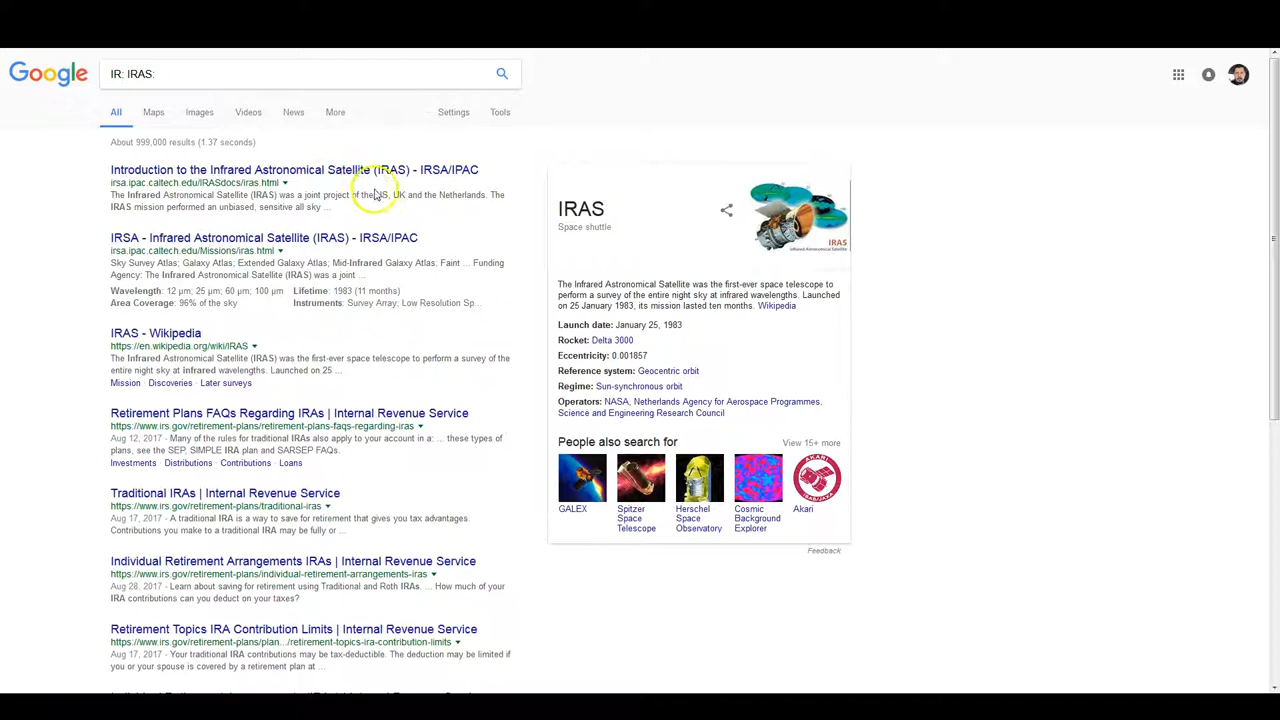 Google
IR: IRAS:
All Maps Images Videos News More Settings Tools
About 999,000 results (1.37 seconds)
Introduction to the Infrared Astronomical Satellite (IRAS) - IRSA/IPAC
irsa.ipac.caltech.edu/IRASdocs/iras.html
The Infrared Astronomical Satellite (IRAS) was a joint project of the US, UK and the Netherlands. The
IRAS mission performed an unbiased, sensitive all sky ...
IRSA - Infrared Astronomical Satellite (IRAS) - IRSA/IPAC
irsa.ipac.caltech.edu/Missions/iras.html
Sky Survey Atlas; Galaxy Atlas; Extended Galaxy Atlas; Mid-Infrared Galaxy Atlas; Faint ... Funding
Agency: The Infrared Astronomical Satellite (IRAS) was a joint ...
Wavelength: 12 µm; 25 µm; 60 µm; 100 µm Lifetime: 1983 (11 months)
Area Coverage: 96% of the sky Instruments: Survey Array; Low Resolution Sp...
IRAS - Wikipedia
https://en.wikipedia.org/wiki/IRAS
The Infrared Astronomical Satellite (IRAS) was the first-ever space telescope to perform a survey of the
entire night sky at infrared wavelengths. Launched on 25 ...
Mission · Discoveries · Later surveys
Retirement Plans FAQs Regarding IRAs | Internal Revenue Service
https://www.irs.gov/retirement-plans/retirement-plans-faqs-regarding-iras
Aug 12, 2017 - Many of the rules for traditional IRAs also apply to your account in a: ... these types of
plans, see the SEP, SIMPLE IRA plan and SARSEP FAQs.
Investments · Distributions · Contributions · Loans
Traditional IRAs | Internal Revenue Service
https://www.irs.gov/retirement-plans/traditional-iras
Aug 17, 2017 - A traditional IRA is a way to save for retirement that gives you tax advantages.
Contributions you make to a traditional IRA may be fully or ...
Individual Retirement Arrangements IRAs | Internal Revenue Service
https://www.irs.gov/retirement-plans/individual-retirement-arrangements-iras
Aug 28, 2017 - Learn about saving for retirement using Traditional and Roth IRAs. ... How much of your
IRA contributions can you deduct on your taxes?
Retirement Topics IRA Contribution Limits | Internal Revenue Service
https://www.irs.gov/retirement-plans/plan.../retirement-topics-ira-contribution-limits
Aug 17, 2017 - Your traditional IRA contributions may be tax-deductible. The deduction may be limited if
you or your spouse is covered by a retirement plan at ...
IRAS
Space shuttle
IRAS
Infrared Astronomical Satellite
The Infrared Astronomical Satellite was the first-ever space telescope to
perform a survey of the entire night sky at infrared wavelengths. Launched
on 25 January 1983, its mission lasted ten months. Wikipedia
Launch date: January 25, 1983
Rocket: Delta 3000
Eccentricity: 0.001857
Reference system: Geocentric orbit
Regime: Sun-synchronous orbit
Operators: NASA, Netherlands Agency for Aerospace Programmes,
Science and Engineering Research Council
People also search for View 15+ more
AKARI
GALEX
Spitzer
Space
Telescope
Herschel
Space
Observatory
Cosmic
Background
Explorer
Akari
Feedback